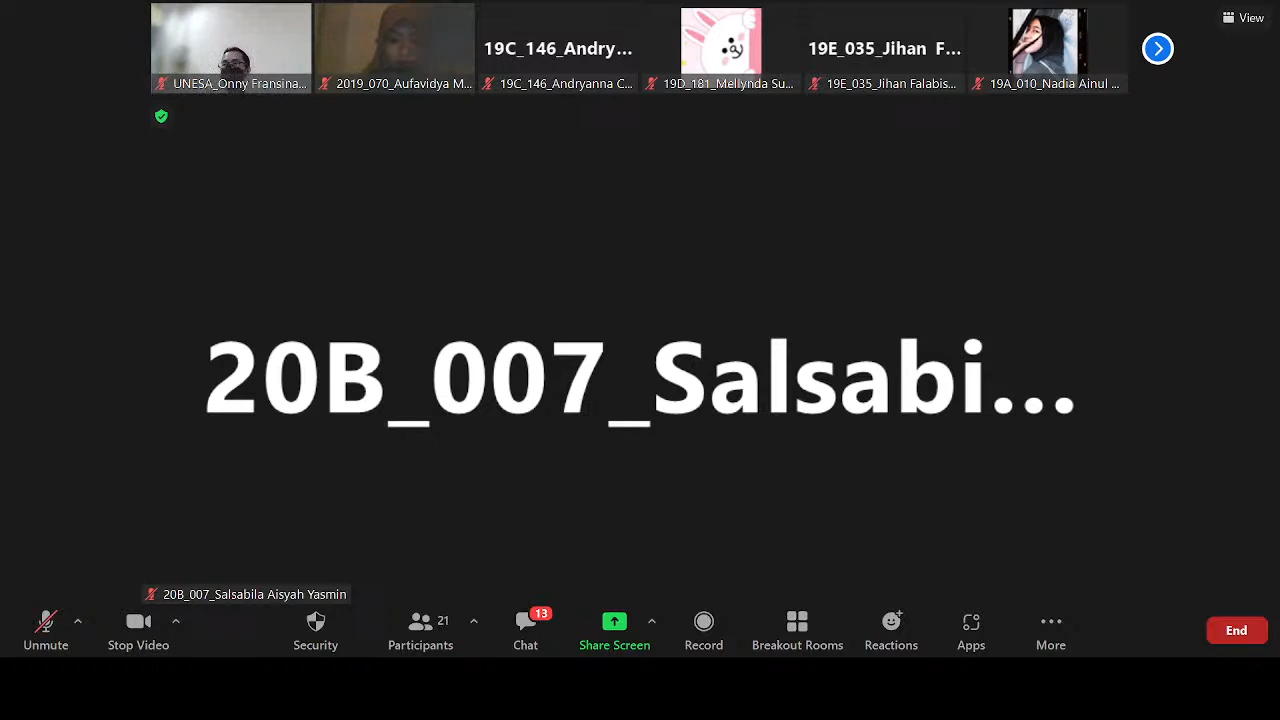 View
19C_146_Andry...
19E_035_Jihan F...
UNESA_Onny Fransina...
2019_070_Aufavidya M...
19C_146_Andryanna C...
19D_181_Mellynda Su...
19E_035_Jihan Falabis...
19A_010_Nadia Ainul ...
20B_007_Salsabi...
20B_007_Salsabila Aisyah Yasmin
21
13
Unmute
Stop Video
Security
Participants
Chat
Share Screen
Record
Breakout Rooms
Reactions
Apps
More
End